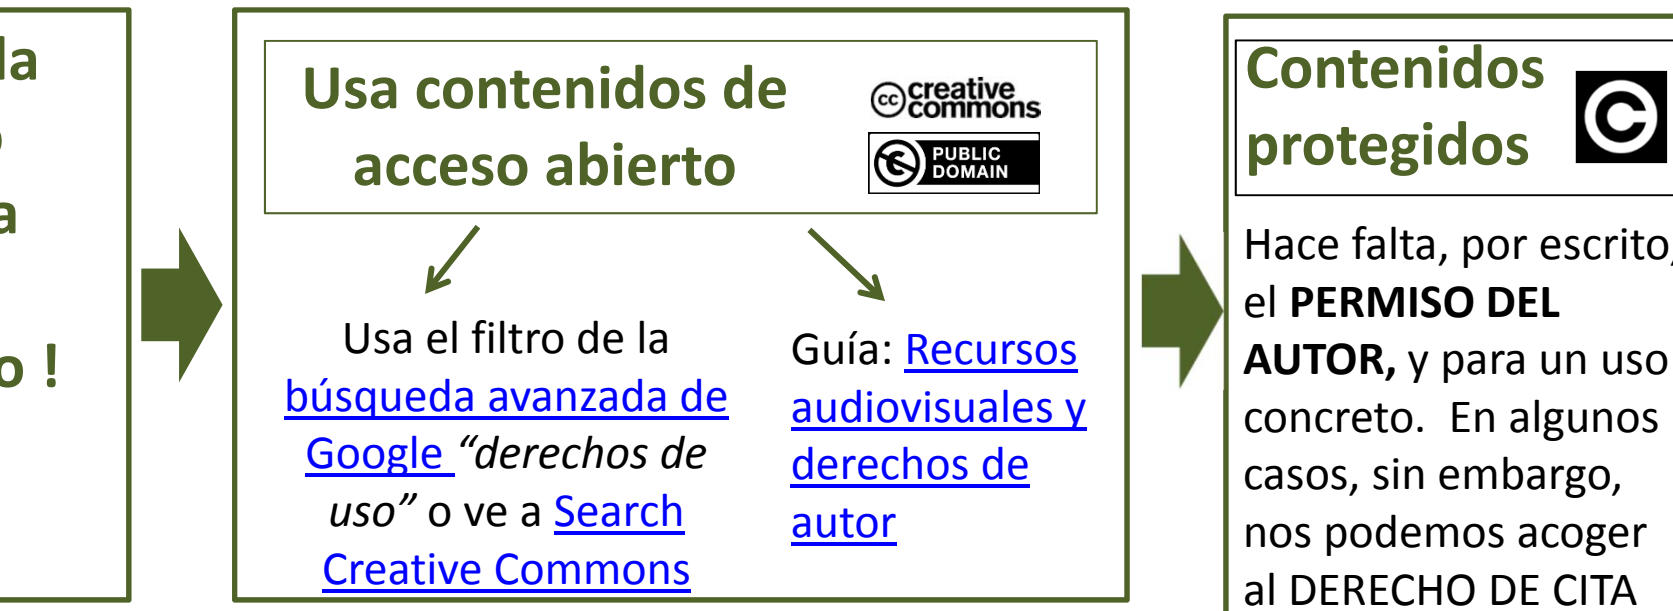 la
a
o !
Usa contenidos de
acceso abierto
cc creative
commons
PUBLIC
DOMAIN
Usa el filtro de la
búsqueda avanzada de
Google “derechos de
uso” o ve a Search
Creative Commons
Guía: Recursos
audiovisuales y
derechos de
autor
Contenidos
protegidos
C
Hace falta, por escrito,
el PERMISO DEL
AUTOR, y para un uso
concreto.  En algunos
casos, sin embargo,
nos podemos acoger
al DERECHO DE CITA